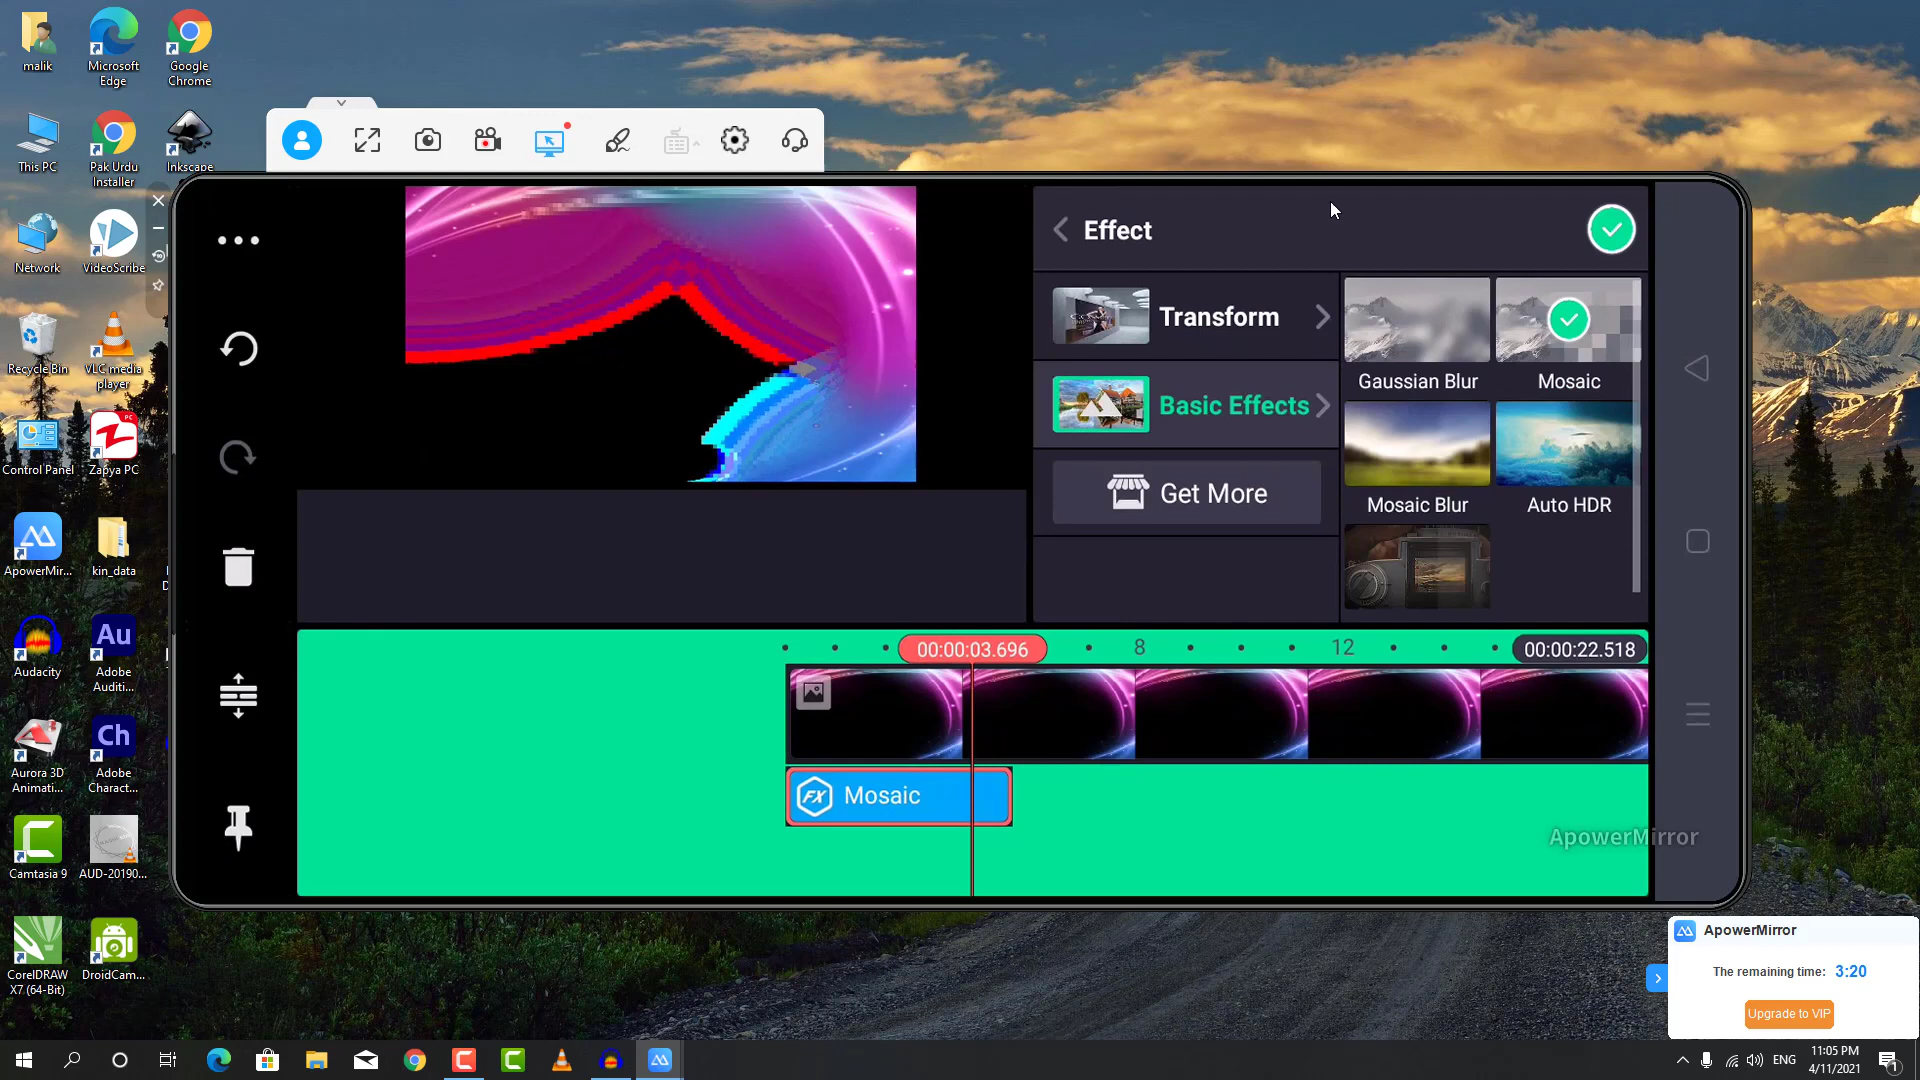 malik
Microsoft Edge
Google Chrome
This PC
Pak Urdu Installer
Inkscape
Network
VideoScribe
Recycle Bin
VLC media player
Control Panel
Zapya PC
ApowerMir...
kin_data
Audacity
Au
Adobe Auditi...
Aurora 3D Animati...
Ch
Adobe Charact...
Camtasia 9
AUD-20190...
CorelDRAW X7 (64-Bit)
DroidCam...
Effect
Transform
Basic Effects
Get More
Gaussian Blur
Mosaic
Mosaic Blur
Auto HDR
00:00:03.696
8
12
00:00:22.518
FX Mosaic
ApowerMirror
ApowerMirror
The remaining time: 3:20
Upgrade to VIP
ENG
11:05 PM
4/11/2021
1